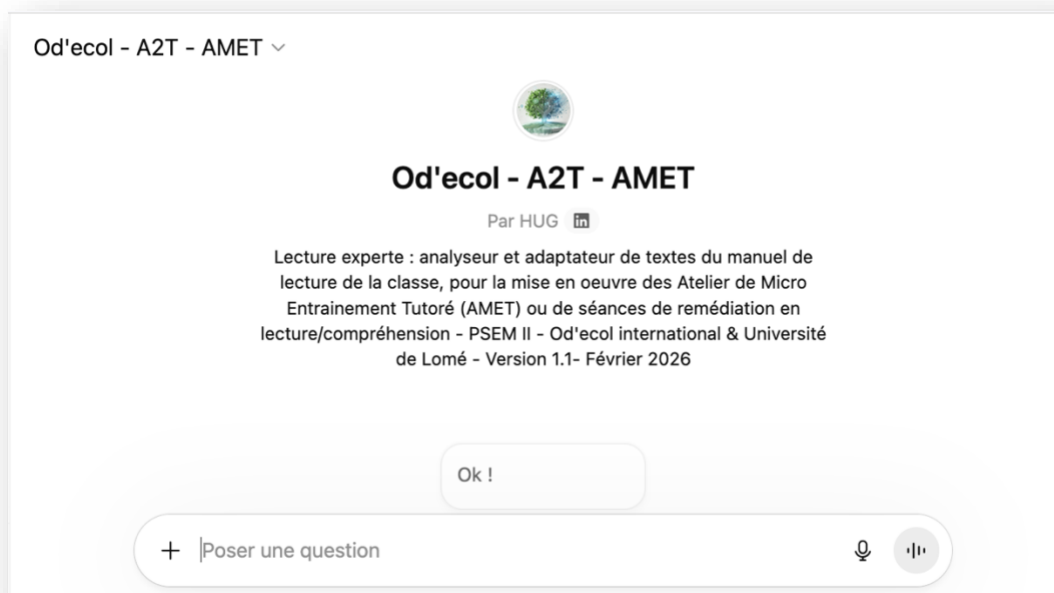 Od'ecol - A2T - AMET
Od'ecol - A2T - AMET
Par HUG in
Lecture experte : analyseur et adaptateur de textes du manuel de
lecture de la classe, pour la mise en oeuvre des Atelier de Micro
Entrainement Tutoré (AMET) ou de séances de remédiation en
lecture/compréhension - PSEM II - Od'ecol international & Université
de Lomé - Version 1.1- Février 2026
Ok !
Poser une question